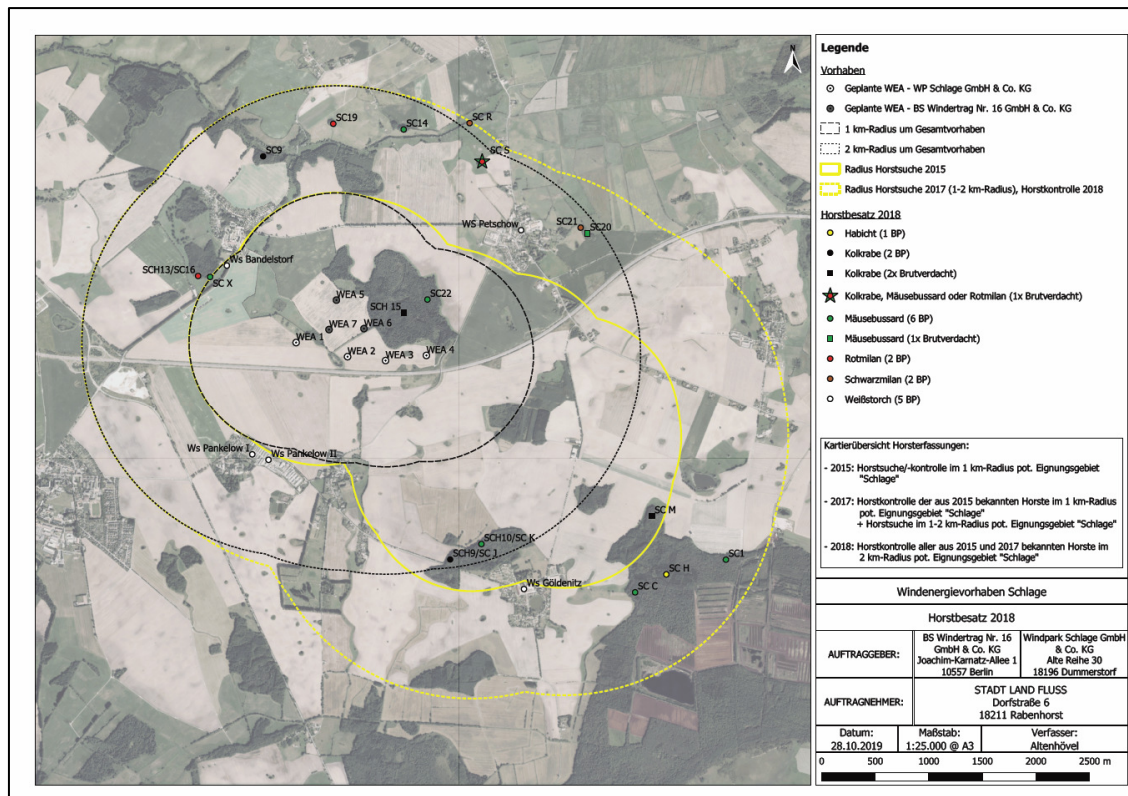 N
SC19
SC14
SC R
SC9
SC S
WS Petschow
SC21
SC20
Ws Bandelstorf
SCH13/SC16
SC X
WEA 5
SC22
SCH 15
WEA 7
WEA 6
WEA 1
WEA 2
WEA 3
WEA 4
Ws Pankelow I
Ws Pankelow II
SC M
SCH10/SC K
SCH9/SC J
SC1
SC H
Ws Göldenitz
SC C
Legende
Vorhaben
Geplante WEA - WP Schlage GmbH & Co. KG
Geplante WEA - BS Windertrag Nr. 16 GmbH & Co. KG
1 km-Radius um Gesamtvorhaben
2 km-Radius um Gesamtvorhaben
Radius Horstsuche 2015
Radius Horstsuche 2017 (1-2 km-Radius), Horstkontrolle 2018
Horstbesatz 2018
Habicht (1 BP)
Kolkrabe (2 BP)
Kolkrabe (2x Brutverdacht)
Kolkrabe, Mäusebussard oder Rotmilan (1x Brutverdacht)
Mäusebussard (6 BP)
Mäusebussard (1x Brutverdacht)
Rotmilan (2 BP)
Schwarzmilan (2 BP)
Weißstorch (5 BP)
Kartierübersicht Horsterfassungen:
- 2015: Horstsuche/-kontrolle im 1 km-Radius pot. Eignungsgebiet
"Schlage"
- 2017: Horstkontrolle der aus 2015 bekannten Horste im 1 km-Radius
pot. Eignungsgebiet "Schlage"
+ Horstsuche im 1-2 km-Radius pot. Eignungsgebiet "Schlage"
- 2018: Horstkontrolle aller aus 2015 und 2017 bekannten Horste im
2 km-Radius pot. Eignungsgebiet "Schlage"
Windenergievorhaben Schlage
Horstbesatz 2018
AUFTRAGGEBER:
BS Windertrag Nr. 16
GmbH & Co. KG
Joachim-Karnatz-Allee 1
10557 Berlin
Windpark Schlage GmbH
& Co. KG
Alte Reihe 30
18196 Dummerstorf
AUFTRAGNEHMER:
STADT LAND FLUSS
Dorfstraße 6
18211 Rabenhorst
Datum:
28.10.2019
Maßstab:
1:25.000 @ A3
Verfasser:
Altenhövel
0 500 1000 1500 2000 2500 m